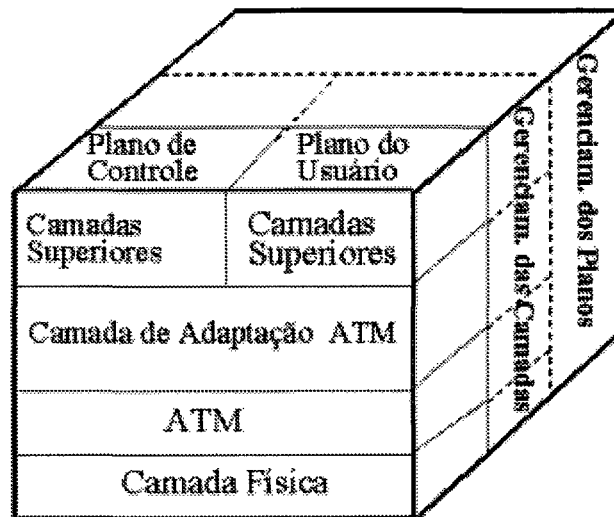 Plano de
Controle
Plano do
Usuário
Camadas
Superiores
Camadas
Superiores
Camada de Adaptação ATM
ATM
Camada Física
Gerenciam. das Camadas
Gerenciam. dos Planos